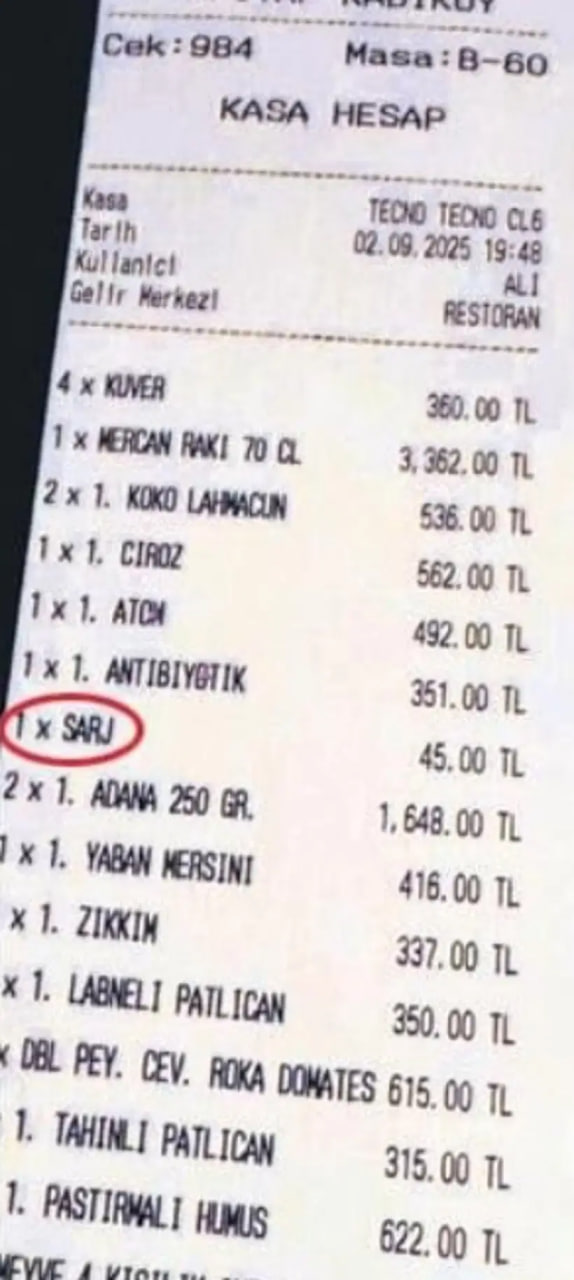 KADIKÖY
Cek:984 Masa:B-60
KASA HESAP
Kasa TECNO TECNO CL6
Tarih 02.09.2025 19:48
Kullanici ALI
Gelir Merkezi RESTORAN
4 x KUVER 360.00 TL
1 x MERCAN RAKI 70 CL 3,362.00 TL
2 x 1. KOKO LAHMACUN 536.00 TL
1 x 1. CIROZ 562.00 TL
1 x 1. ATOM 492.00 TL
1 x 1. ANTIBIYOTIK 351.00 TL
1 x SARJ 45.00 TL
2 x 1. ADANA 250 GR. 1,648.00 TL
1 x 1. YABAN MERSINI 416.00 TL
x 1. ZIKKIM 337.00 TL
x 1. LABNELI PATLICAN 350.00 TL
x DBL PEY. CEV. ROKA DOMATES 615.00 TL
1. TAHINLI PATLICAN 315.00 TL
1. PASTIRMALI HUMUS 622.00 TL